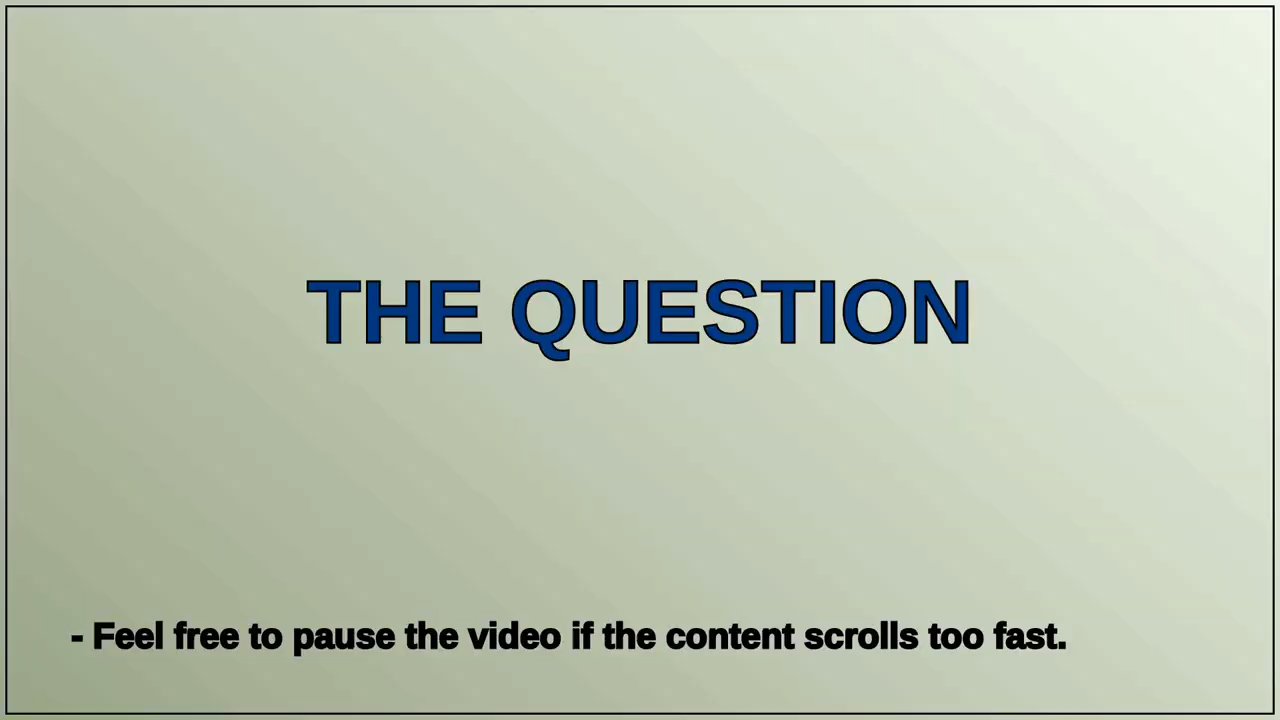 THE QUESTION
- Feel free to pause the video if the content scrolls too fast.